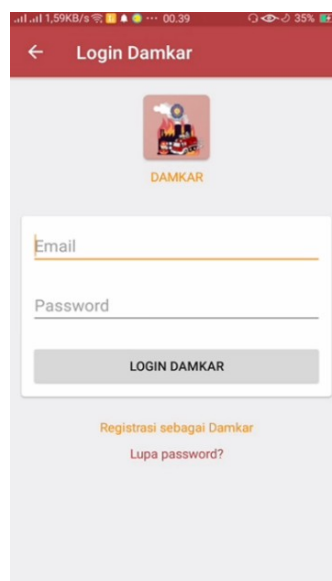 1,59KB/s ... 00.39 35%
Login Damkar
DAMKAR
Email
Password
LOGIN DAMKAR
Registrasi sebagai Damkar
Lupa password?